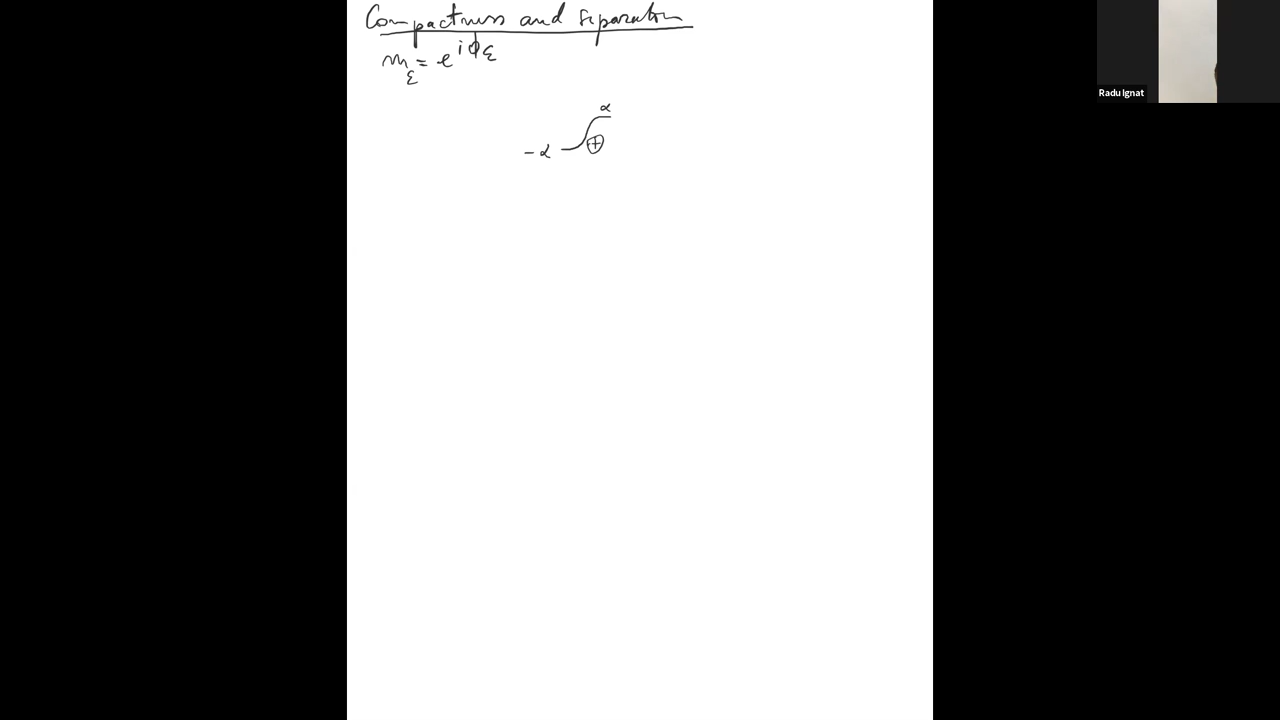 Compactness and separation
m_ε = e^{iϕ_ε}
α
-α ⊕
Radu Ignat